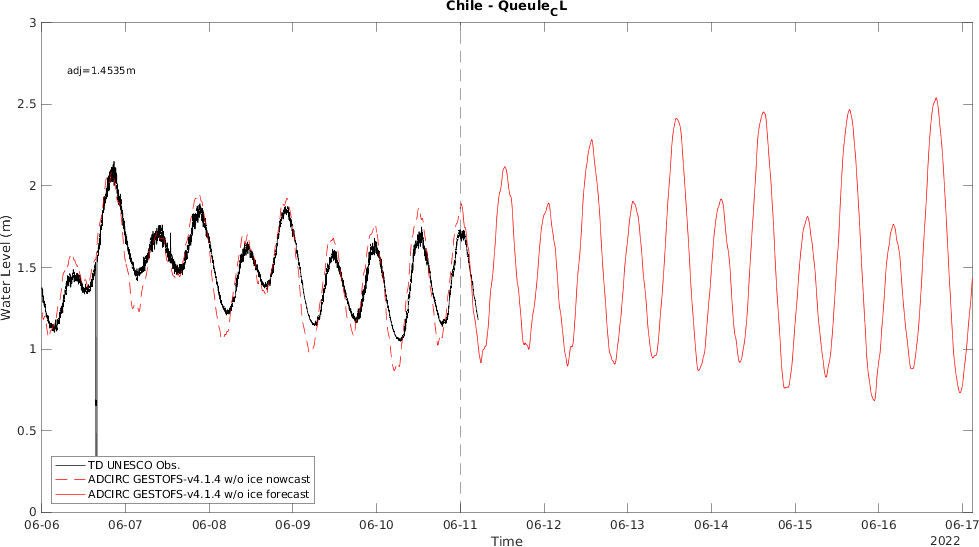 Chile - Queule_CL
adj=1.4535m
3
2.5
2
1.5
1
0.5
0
Water Level (m)
TD UNESCO Obs.
ADCIRC GESTOFS-v4.1.4 w/o ice nowcast
ADCIRC GESTOFS-v4.1.4 w/o ice forecast
06-06 06-07 06-08 06-09 06-10 06-11 06-12 06-13 06-14 06-15 06-16 06-17
Time
2022